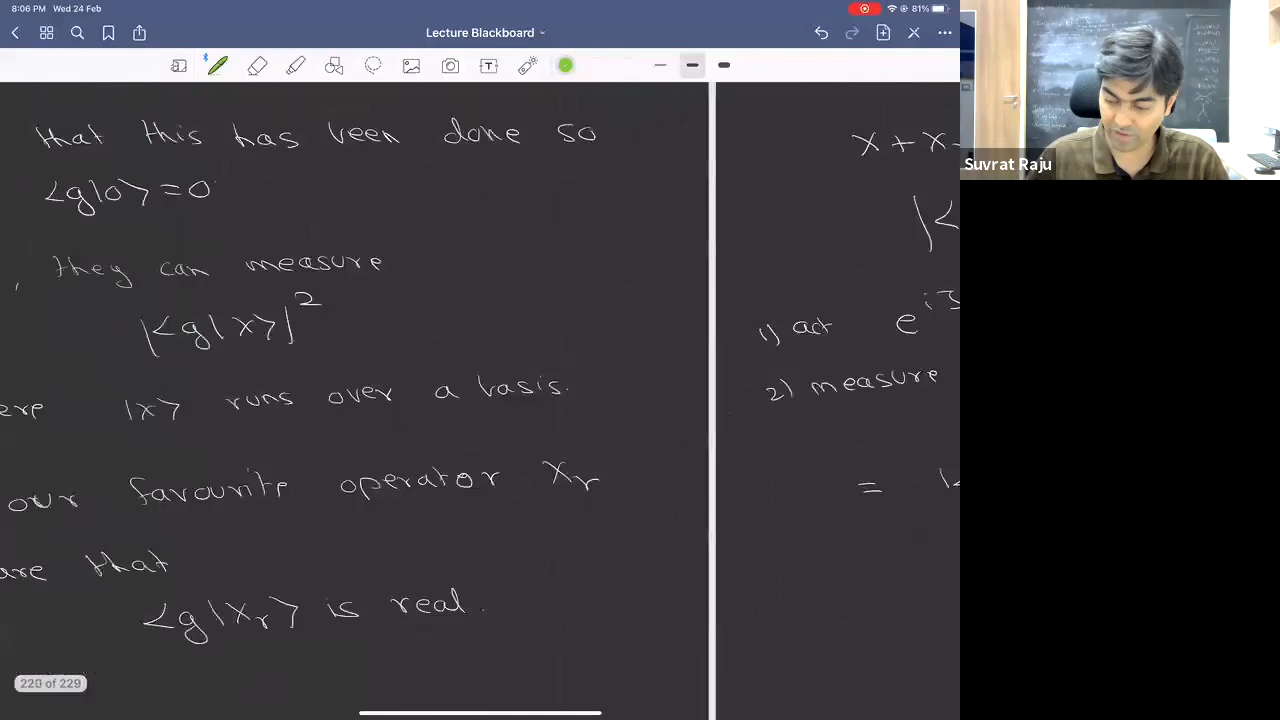 8:06 PM Wed 24 Feb
81%
Lecture Blackboard
T
Suvrat Raju
that this has been done so
<g|0> = 0
, they can measure
|<g|x>|²
ere |x> runs over a basis.
our favourite operator Xr
are that
<g|Xr> is real.
220 of 229
x + x -
|<
1) act e^i
2) measure
= |<